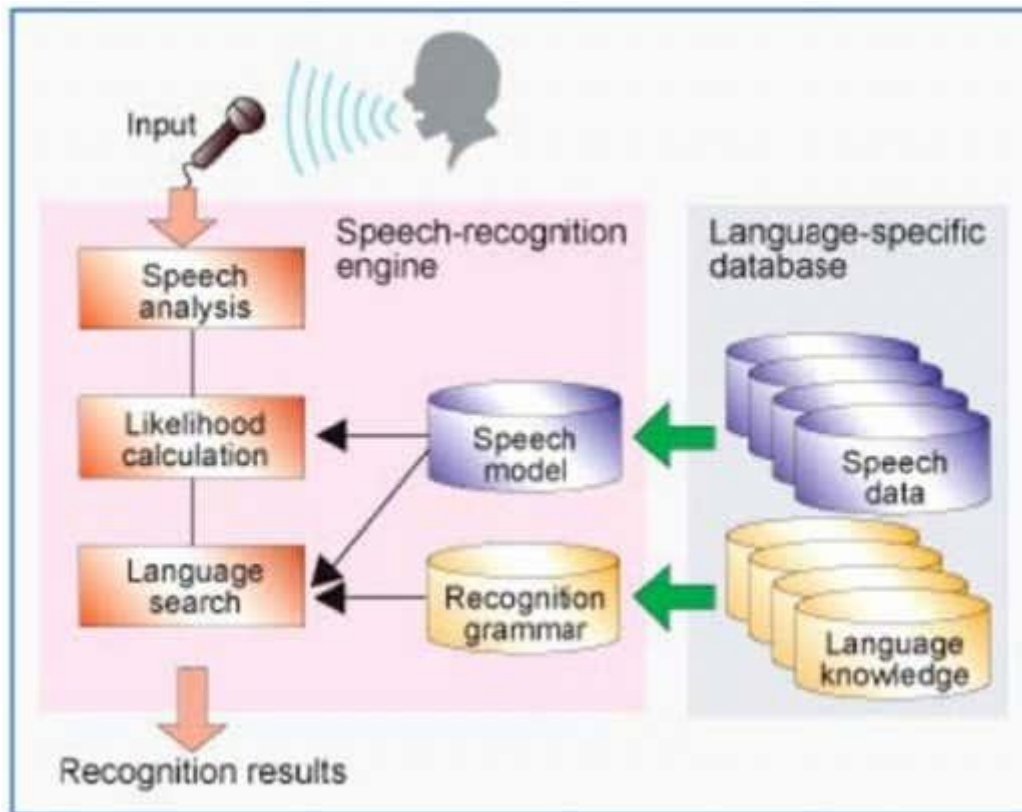 Input
Speech-recognition
engine
Language-specific
database
Speech
analysis
Likelihood
calculation
Speech
model
Speech
data
Language
search
Recognition
grammar
Language
knowledge
Recognition results